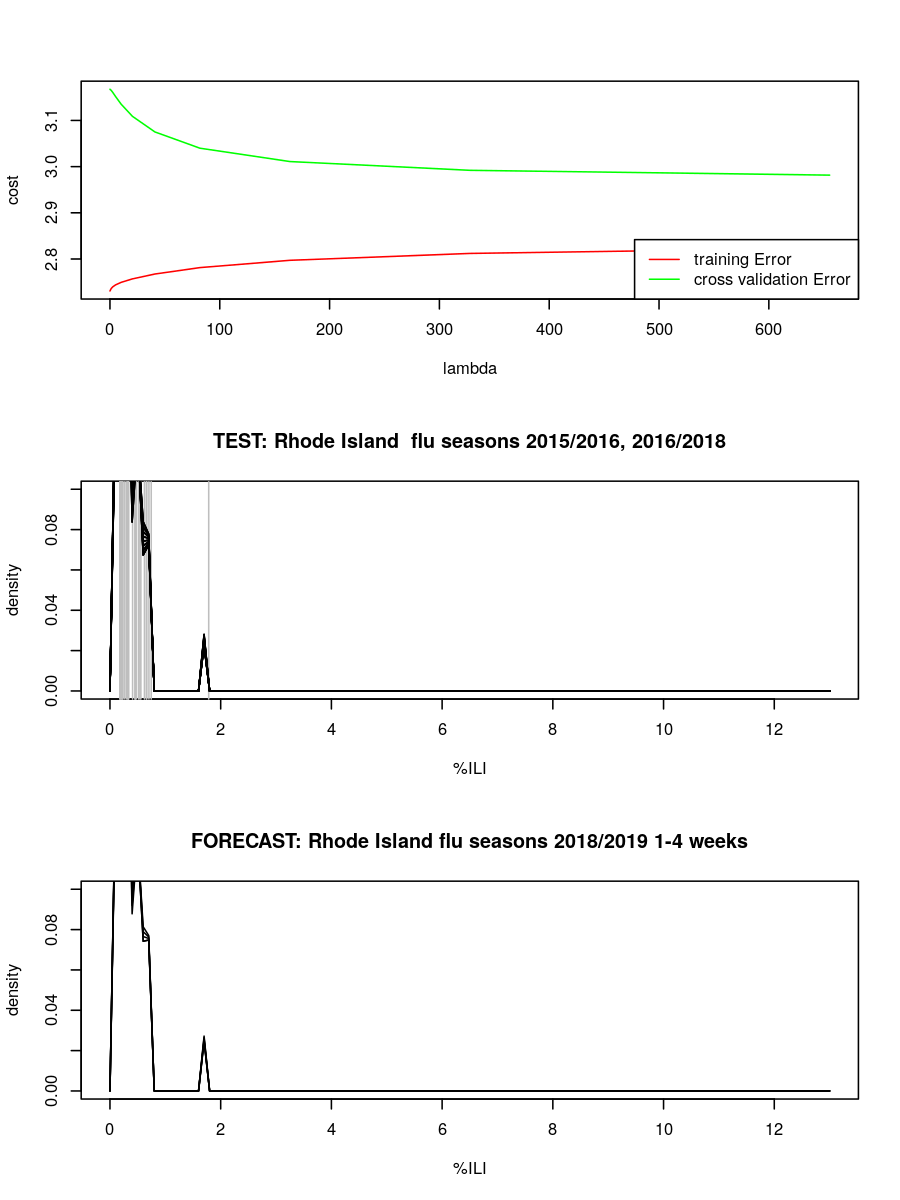 cost
3.1
3.0
2.9
2.8
training Error
cross validation Error
0 100 200 300 400 500 600
lambda
TEST: Rhode Island  flu seasons 2015/2016, 2016/2018
density
0.08
0.04
0.00
0 2 4 6 8 10 12
%ILI
FORECAST: Rhode Island flu seasons 2018/2019 1-4 weeks
density
0.08
0.04
0.00
0 2 4 6 8 10 12
%ILI